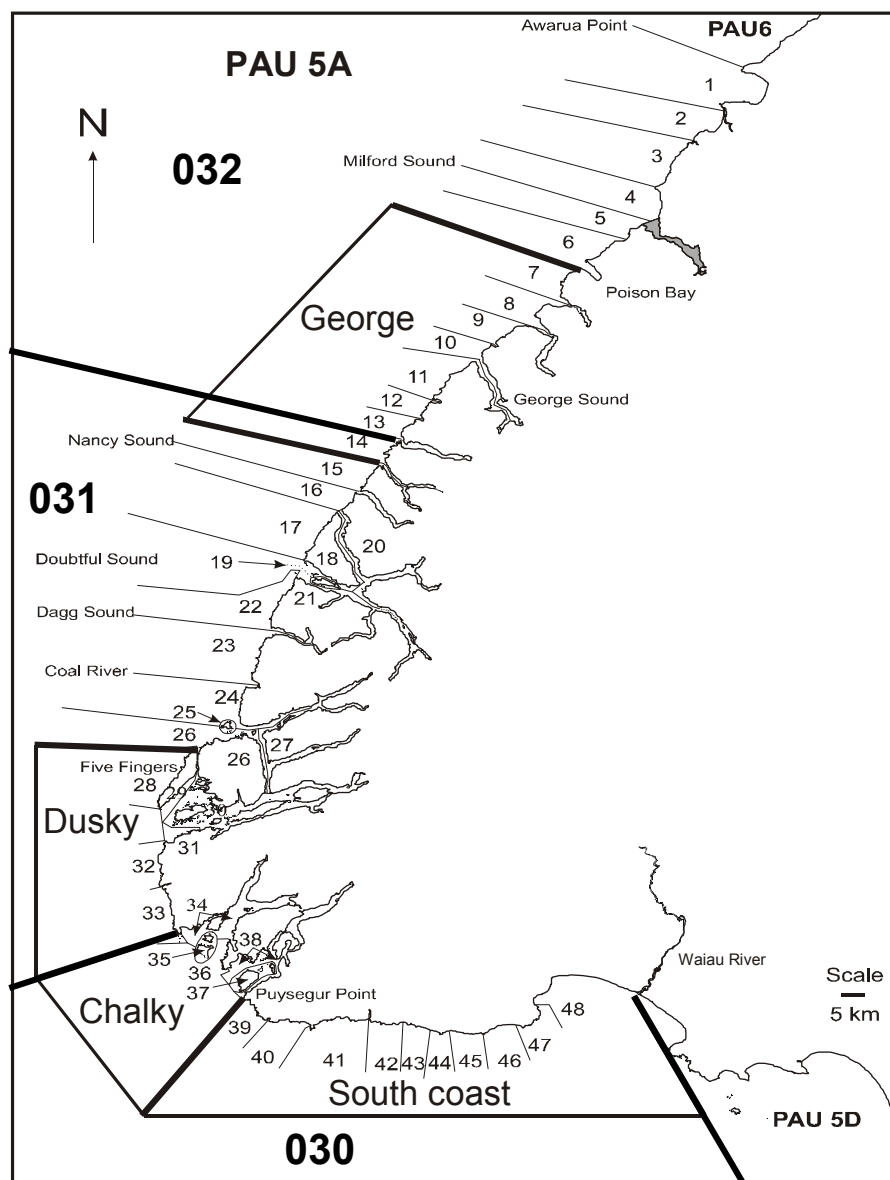 Awarua Point
PAU6
PAU 5A
1
N
2
032
3
Milford Sound
4
5
6
7
Poison Bay
8
George
9
10
11
George Sound
12
13
Nancy Sound
14
15
031
16
17
20
Doubtful Sound
19
18
21
22
Dagg Sound
23
Coal River
24
25
26
26
27
Five Fingers
28
29
Dusky
31
32
34
33
38
35
36
Waiau River
37
Puysegur Point
Scale
Chalky
5 km
39
48
40
41
42
43
44
45
46
47
South coast
PAU 5D
030